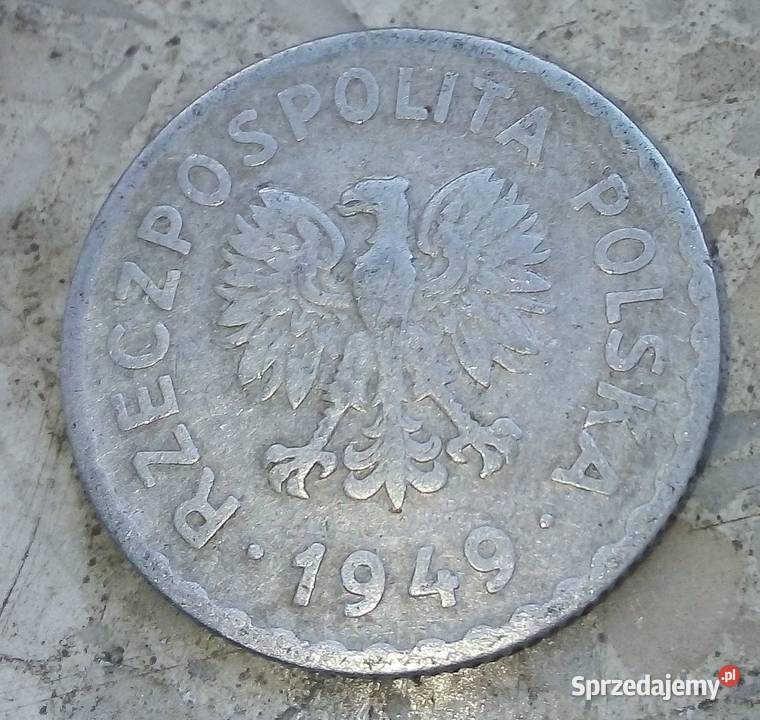 RZECZPOSPOLITA POLSKA
· 1949 ·
Sprzedajemy.pl